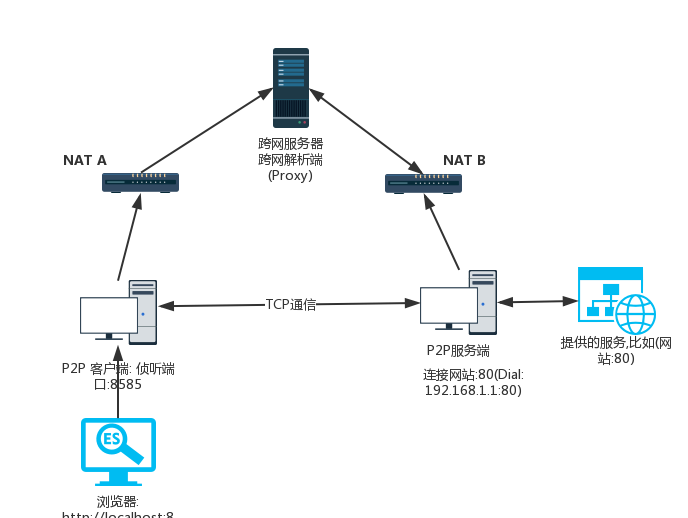 跨网服务器
跨网解析端
(Proxy)
NAT A
NAT B
TCP通信
P2P 客户端: 侦听端
口:8585
P2P服务端
连接网站:80(Dial:
192.168.1.1:80)
提供的服务,比如(网
站:80)
ES
浏览器:
http://localhost:8